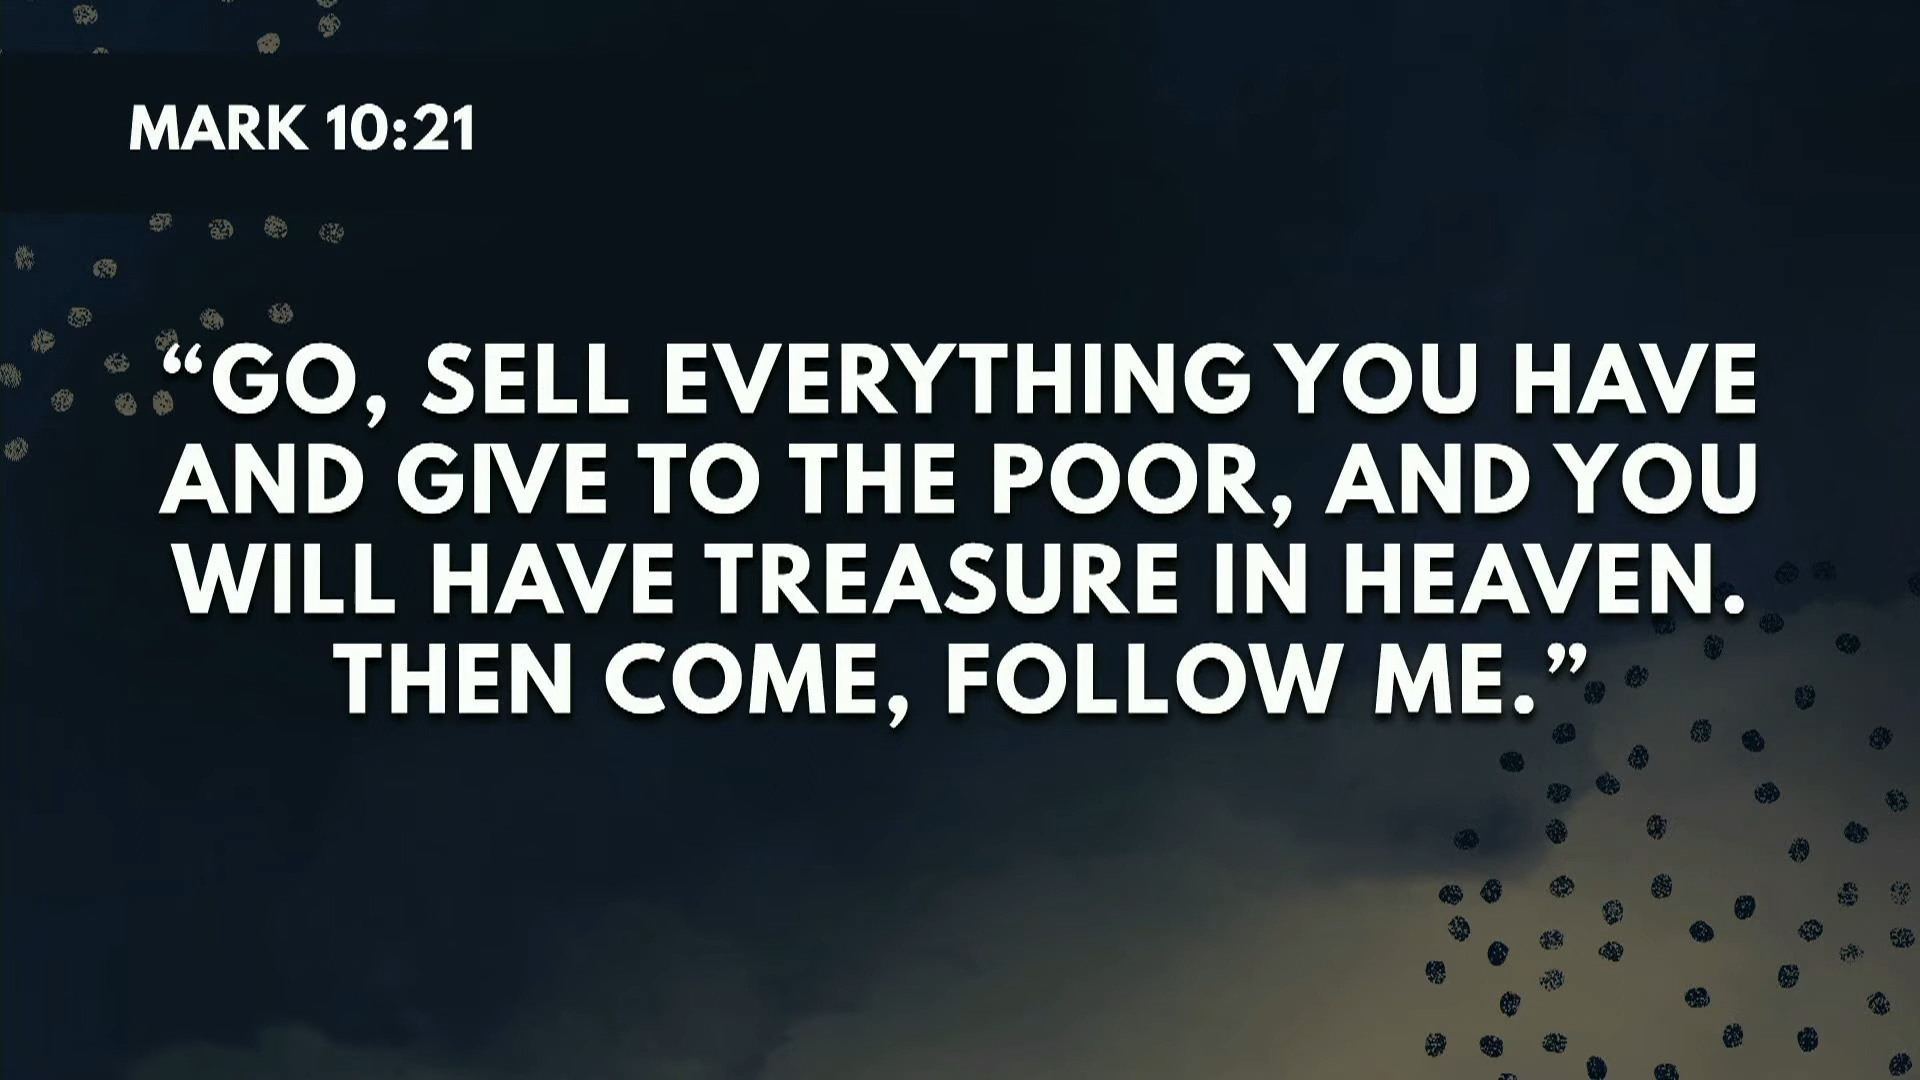 MARK 10:21
“GO, SELL EVERYTHING YOU HAVE
AND GIVE TO THE POOR, AND YOU
WILL HAVE TREASURE IN HEAVEN.
THEN COME, FOLLOW ME.”